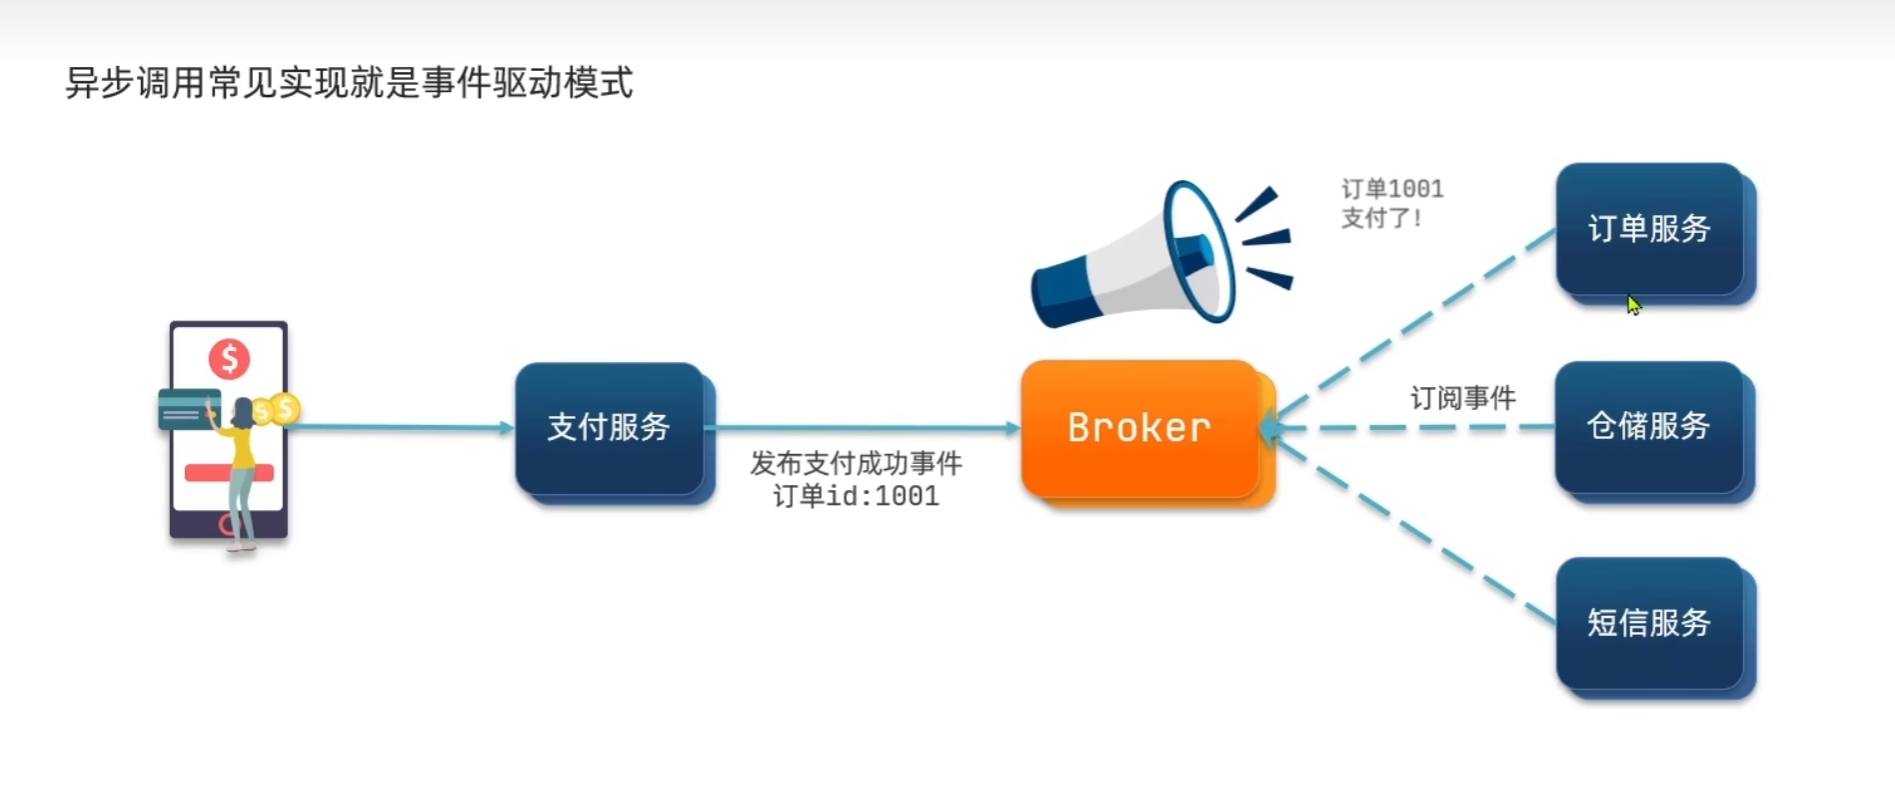 异步调用常见实现就是事件驱动模式
订单1001
支付了!
订单服务
$
$
$
支付服务
发布支付成功事件
订单id:1001
Broker
订阅事件
仓储服务
短信服务